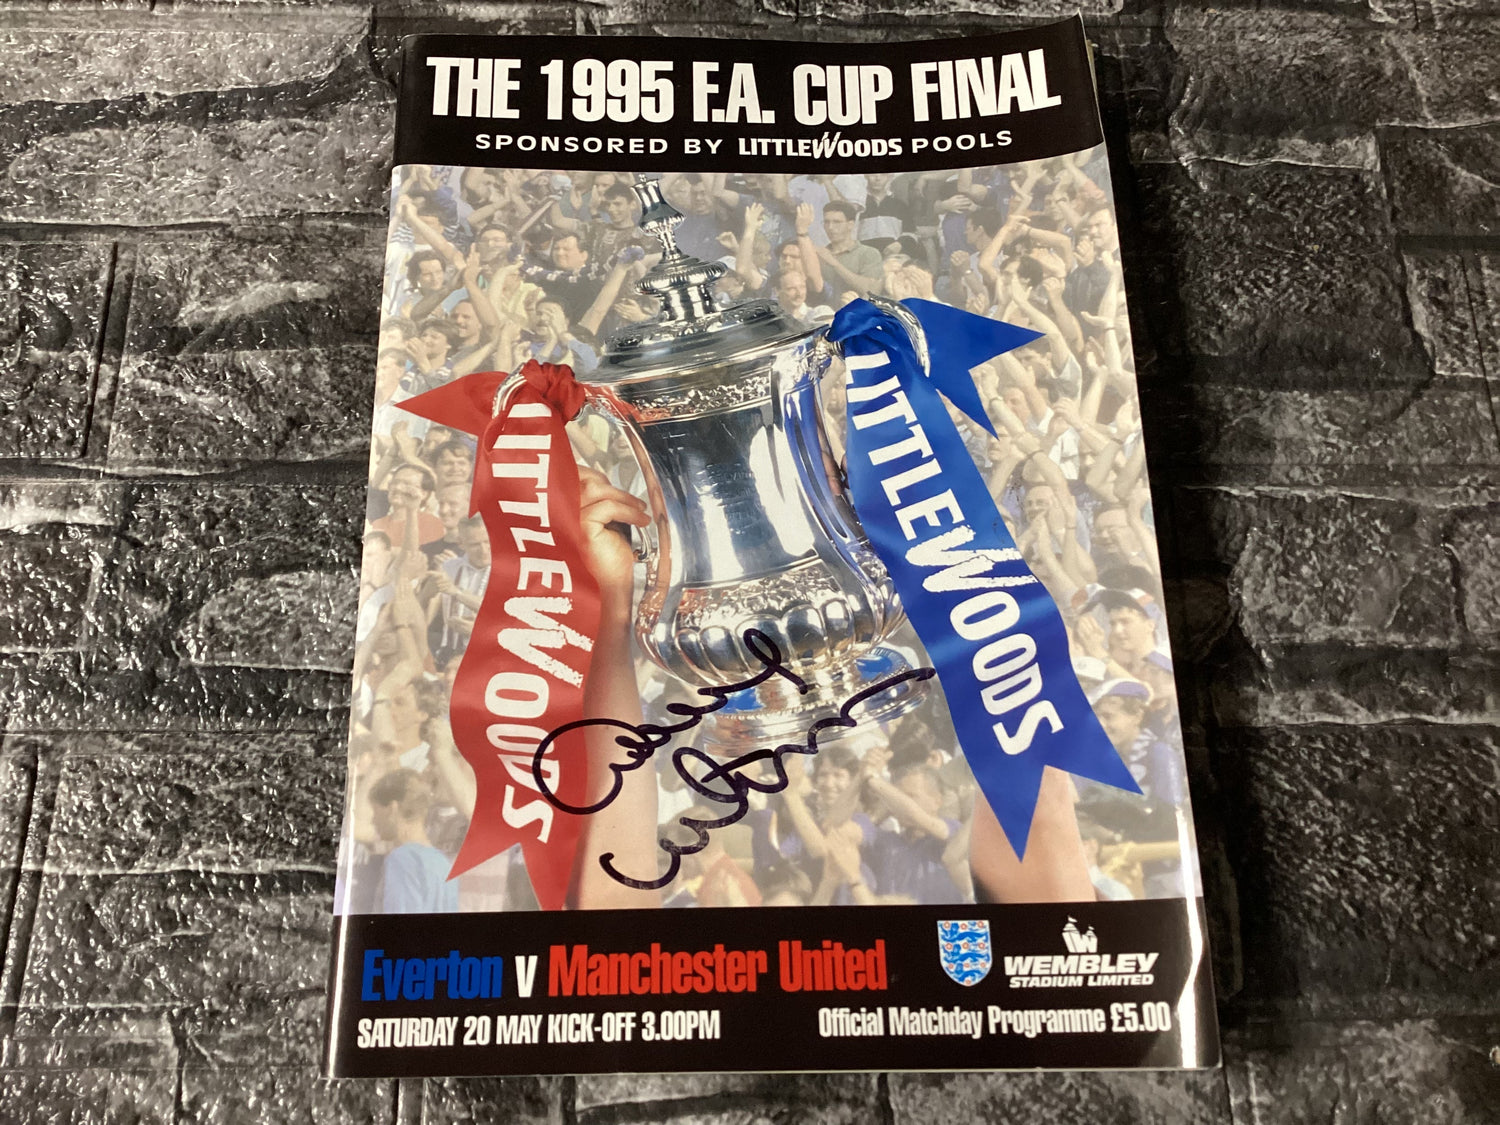 THE 1995 F.A. CUP FINAL
SPONSORED BY LITTLEWOODS POOLS
LITTLEWOODS
LITTLEWOODS
Everton v Manchester United
SATURDAY 20 MAY KICK-OFF 3.00PM
WEMBLEY
STADIUM LIMITED
Official Matchday Programme £5.00